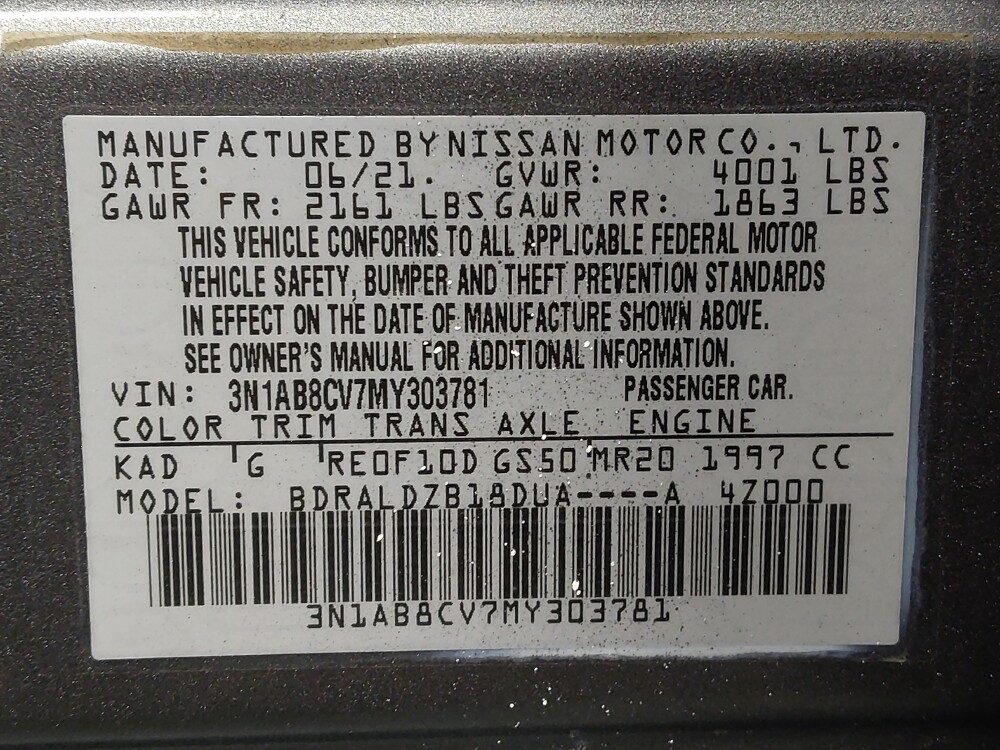 MANUFACTURED BY NISSAN MOTOR CO., LTD.
DATE: 06/21. GVWR: 4001 LBS
GAWR FR: 2161 LBS GAWR RR: 1863 LBS
THIS VEHICLE CONFORMS TO ALL APPLICABLE FEDERAL MOTOR
VEHICLE SAFETY, BUMPER AND THEFT PREVENTION STANDARDS
IN EFFECT ON THE DATE OF MANUFACTURE SHOWN ABOVE.
SEE OWNER'S MANUAL FOR ADDITIONAL INFORMATION.
VIN: 3N1AB8CV7MY303781 PASSENGER CAR.
COLOR TRIM TRANS AXLE ENGINE
KAD G RE0F10D GS50 MR20 1997 CC
MODEL: BDRALDZB18DUA----A 4Z000
3N1AB8CV7MY303781